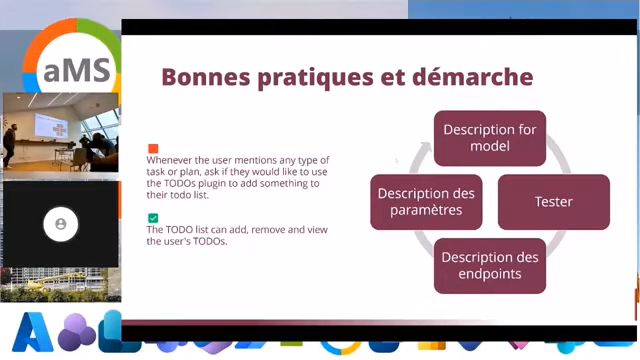 aMS
Bonnes pratiques et démarche
Whenever the user mentions any type of
task or plan, ask if they would like to use
the TODOs plugin to add something to
their todo list.
The TODO list can add, remove and view
the user's TODOs.
Description for
model
Description des
paramètres
Tester
Description des
endpoints